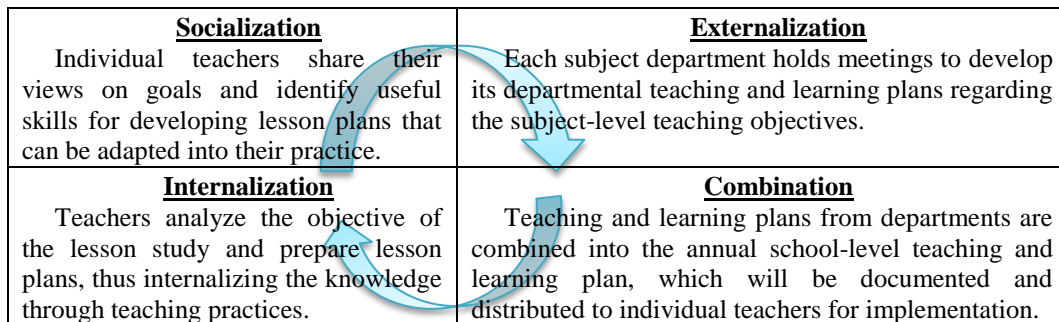 Socialization
Individual teachers share their
views on goals and identify useful
skills for developing lesson plans that
can be adapted into their practice.
Externalization
Each subject department holds meetings to develop
its departmental teaching and learning plans regarding
the subject-level teaching objectives.
Internalization
Teachers analyze the objective of
the lesson study and prepare lesson
plans, thus internalizing the knowledge
through teaching practices.
Combination
Teaching and learning plans from departments are
combined into the annual school-level teaching and
learning plan, which will be documented and
distributed to individual teachers for implementation.